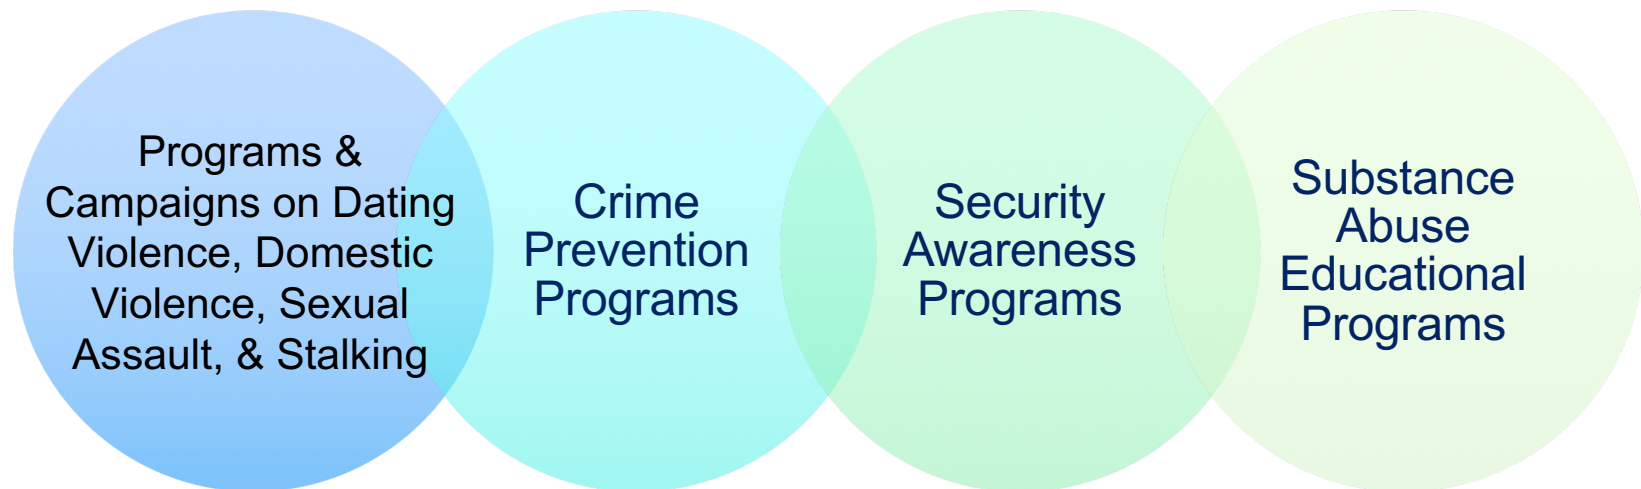 Programs &
Campaigns on Dating
Violence, Domestic
Violence, Sexual
Assault, & Stalking
Crime
Prevention
Programs
Security
Awareness
Programs
Substance
Abuse
Educational
Programs